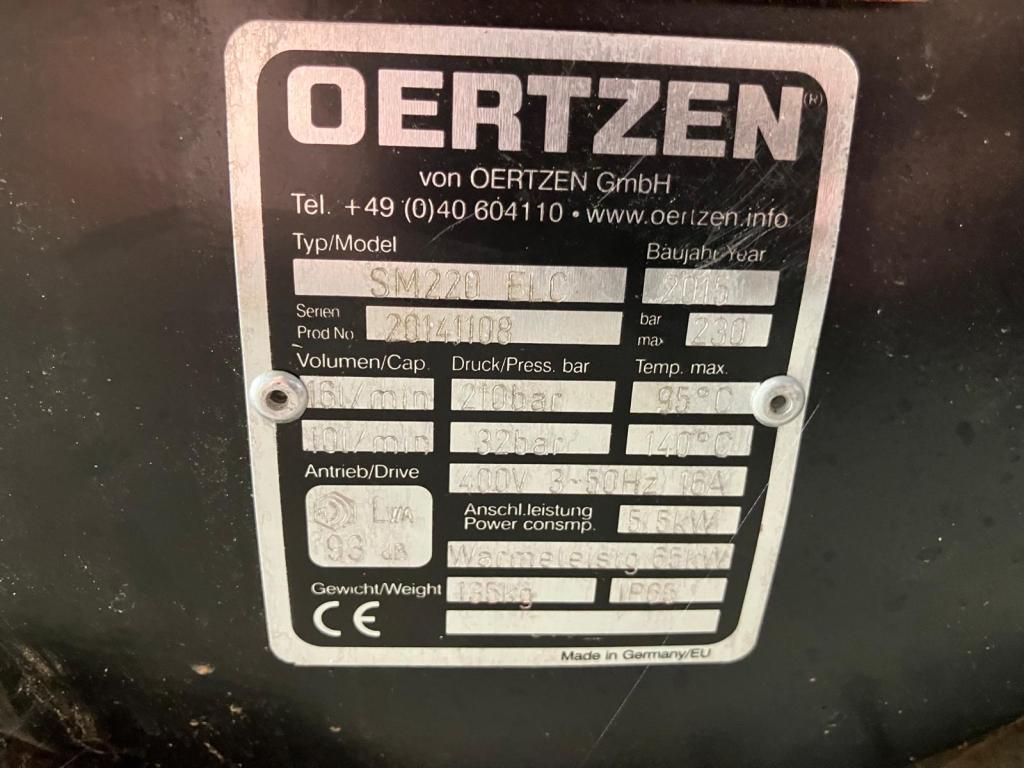 OERTZEN®
von OERTZEN GmbH
Tel. +49 (0)40 604110 • www.oertzen.info
Typ/Model Baujahr/Year
SM220 ELC 2015
Serien
Prod No. 20141108 bar
max 230
Volumen/Cap. Druck/Press. bar Temp. max.
16l/min 210bar 95°C
10l/min 32bar 140°C
Antrieb/Drive 400V 3~50Hz 16A
LWA
93 dB
Anschl.leistung
Power consmp. 5,5kW
Wärmeleistg. 65kW
Gewicht/Weight 185kg IP65
CE
Made in Germany/EU